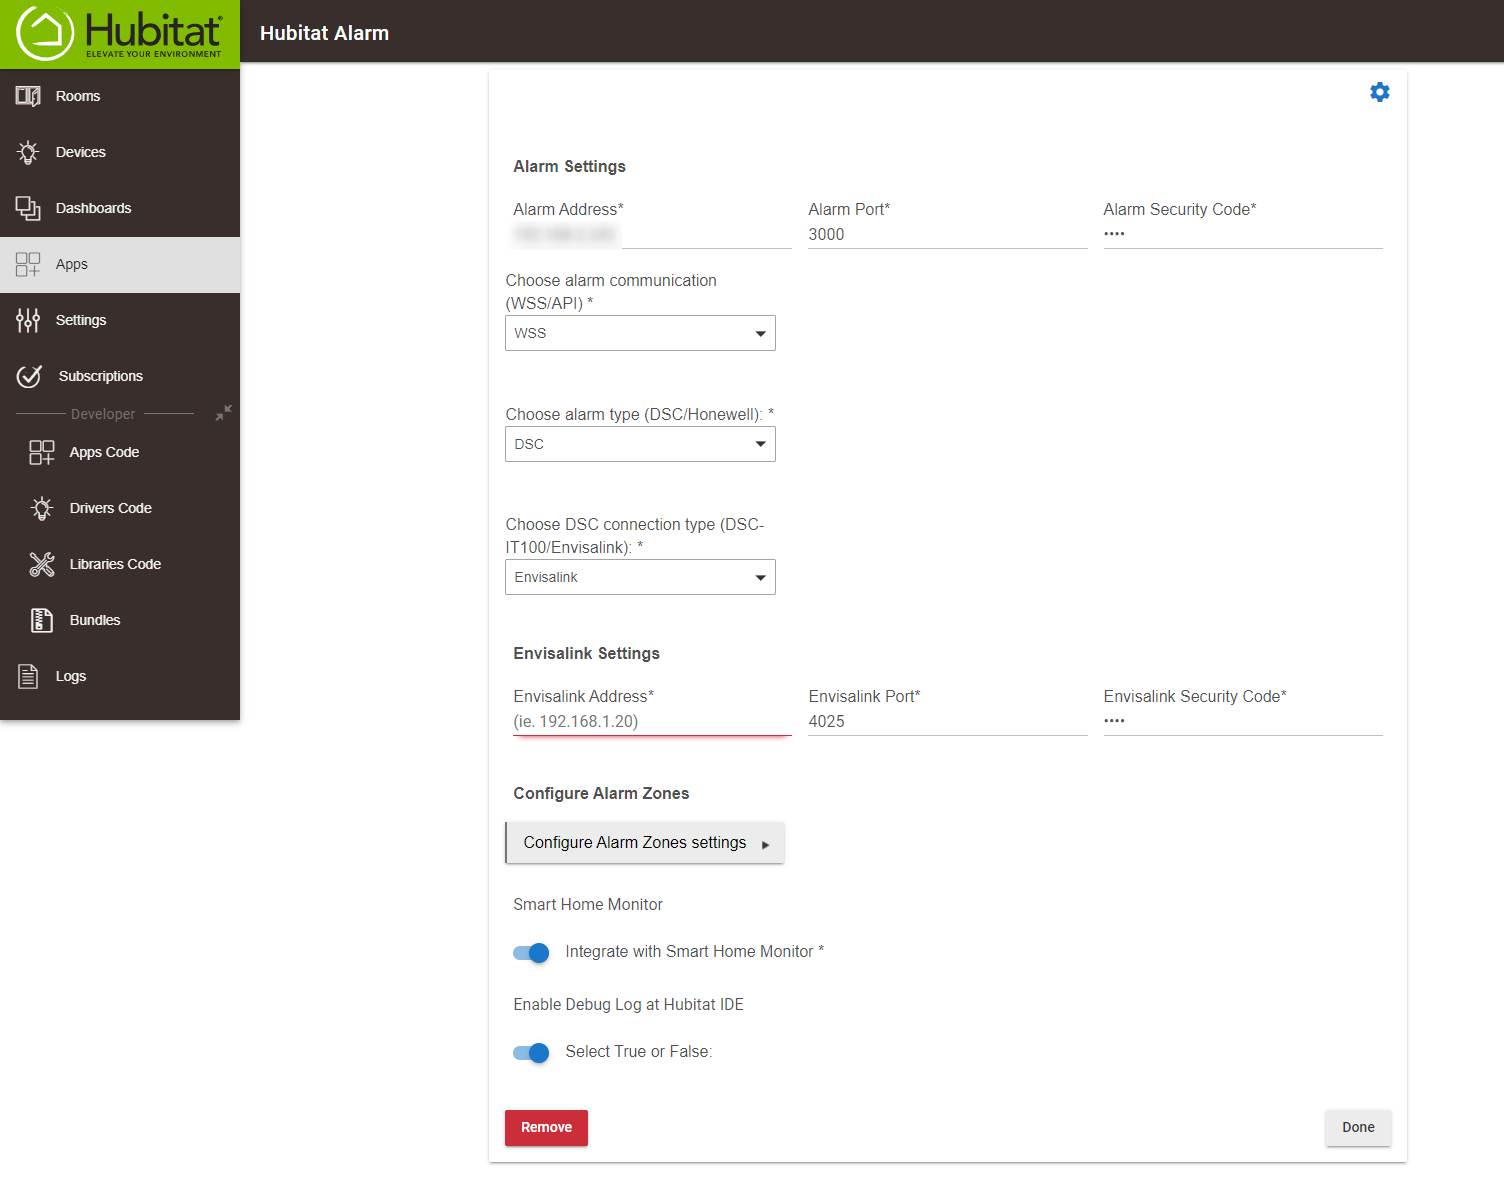 Hubitat
ELEVATE YOUR ENVIRONMENT
Hubitat Alarm
Rooms
Devices
Dashboards
Apps
Settings
Subscriptions
Developer
Apps Code
Drivers Code
Libraries Code
Bundles
Logs
Alarm Settings
Alarm Address* Alarm Port* Alarm Security Code*
3000 ••••
Choose alarm communication
(WSS/API) *
WSS
Choose alarm type (DSC/Honewell): *
DSC
Choose DSC connection type (DSC-
IT100/Envisalink): *
Envisalink
Envisalink Settings
Envisalink Address* Envisalink Port* Envisalink Security Code*
(ie. 192.168.1.20) 4025 ••••
Configure Alarm Zones
Configure Alarm Zones settings
Smart Home Monitor
Integrate with Smart Home Monitor *
Enable Debug Log at Hubitat IDE
Select True or False:
Remove Done